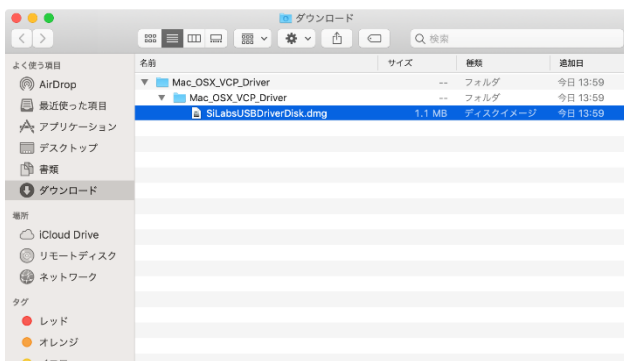 ダウンロード
検索
よく使う項目
AirDrop
最近使った項目
アプリケーション
デスクトップ
書類
ダウンロード
場所
iCloud Drive
リモートディスク
ネットワーク
タグ
レッド
オレンジ
名前 サイズ 種類 追加日
Mac_OSX_VCP_Driver -- フォルダ 今日 13:59
Mac_OSX_VCP_Driver -- フォルダ 今日 13:59
SiLabsUSBDriverDisk.dmg 1.1 MB ディスクイメージ 今日 13:59